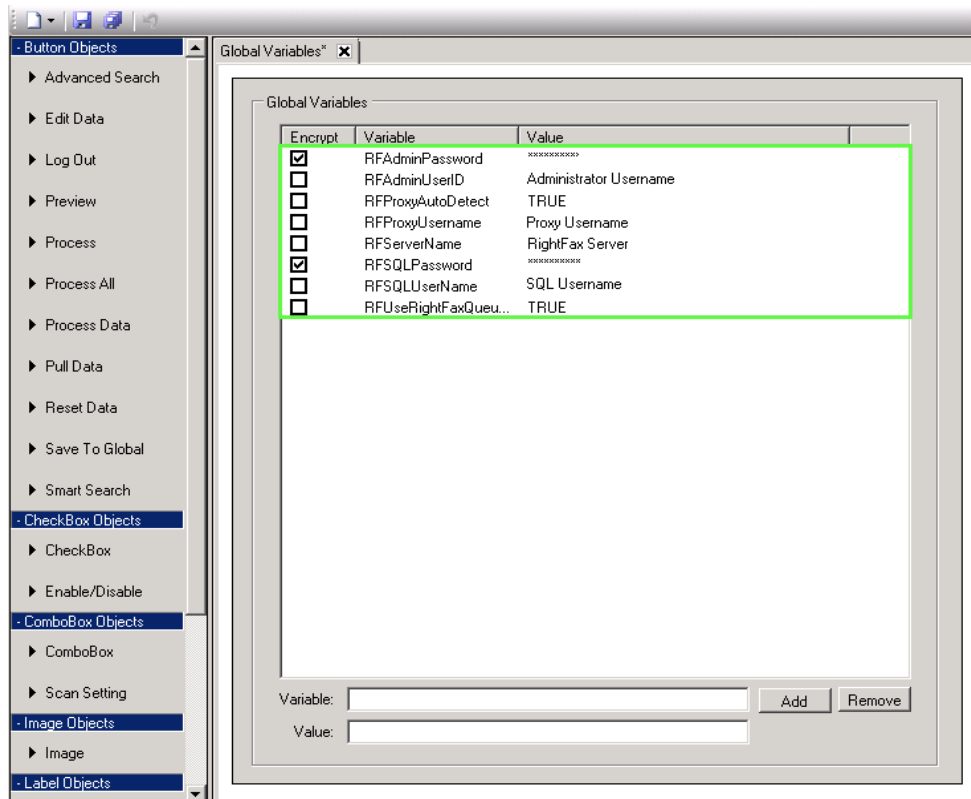 - Button Objects
Advanced Search
Edit Data
Log Out
Preview
Process
Process All
Process Data
Pull Data
Reset Data
Save To Global
Smart Search
- CheckBox Objects
CheckBox
Enable/Disable
- ComboBox Objects
ComboBox
Scan Setting
- Image Objects
Image
- Label Objects
Global Variables*
Global Variables
Encrypt Variable Value
RFAdminPassword **********
RFAdminUserID Administrator Username
RFProxyAutoDetect TRUE
RFProxyUsername Proxy Username
RFServerName RightFax Server
RFSQLPassword **********
RFSQLUserName SQL Username
RFUseRightFaxQueu... TRUE
Variable: Add Remove
Value: